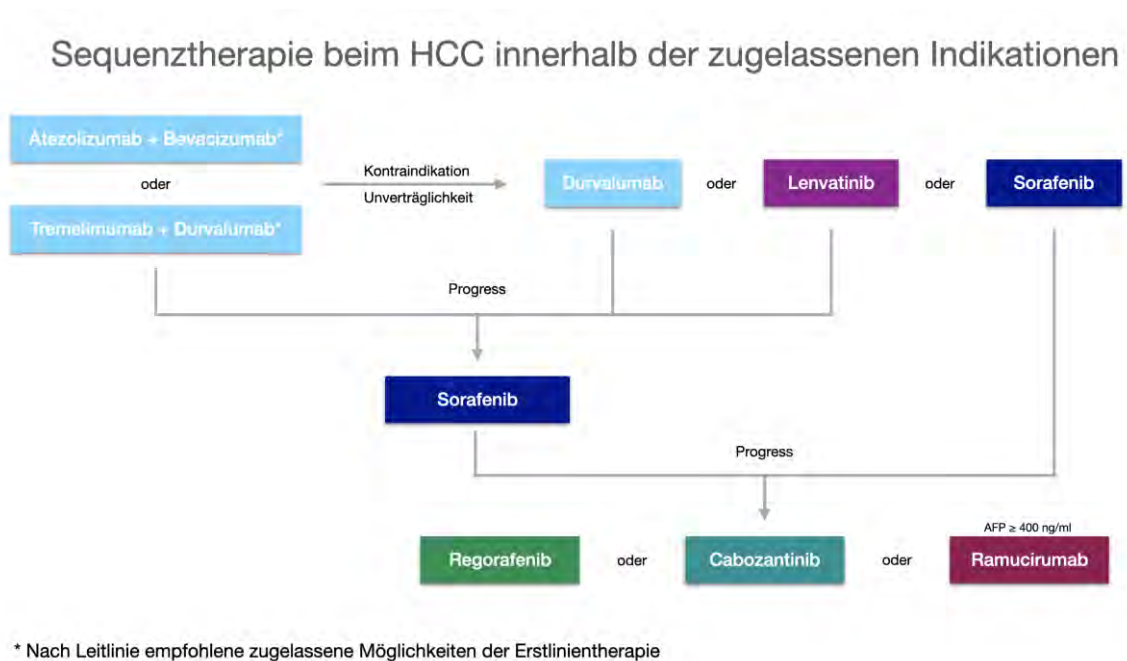 Sequenztherapie beim HCC innerhalb der zugelassenen Indikationen
Atezolizumab + Bevacizumab*
oder
Tremelimumab + Durvalumab*
Kontraindikation
Unverträglichkeit
Durvalumab
oder
Lenvatinib
oder
Sorafenib
Progress
Sorafenib
Progress
Regorafenib
oder
Cabozantinib
oder
AFP ≥ 400 ng/ml
Ramucirumab
* Nach Leitlinie empfohlene zugelassene Möglichkeiten der Erstlinientherapie